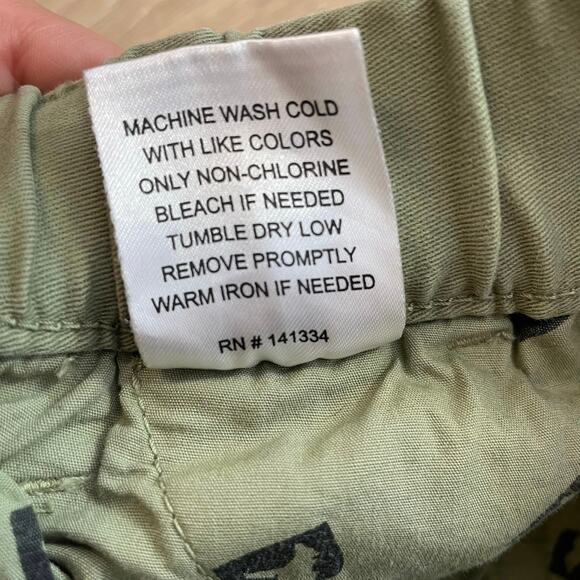 MACHINE WASH COLD
WITH LIKE COLORS
ONLY NON-CHLORINE
BLEACH IF NEEDED
TUMBLE DRY LOW
REMOVE PROMPTLY
WARM IRON IF NEEDED
RN # 141334